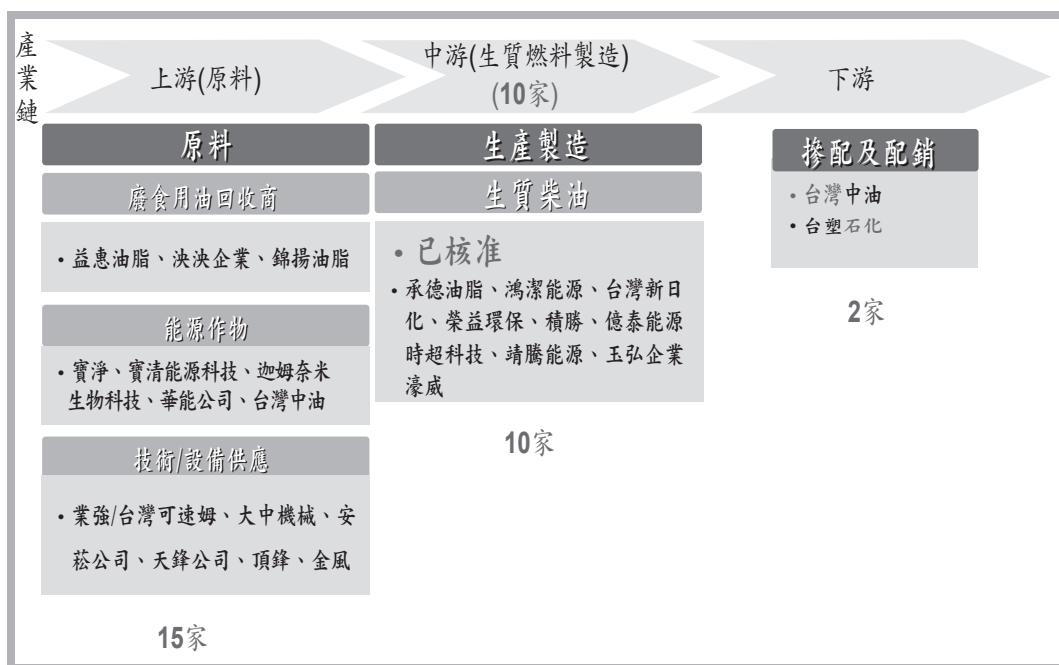 產
業
鏈
上游(原料)
中游(生質燃料製造)
(10家)
下游
原料
廢食用油回收商
•益惠油脂、泱泱企業、錦揚油脂
能源作物
•寶淨、寶清能源科技、迦姆奈米
生物科技、華能公司、台灣中油
技術/設備供應
•業強/台灣可速姆、大中機械、安
菘公司、天鋒公司、頂鋒、金風
15家
生產製造
生質柴油
•已核准
•承德油脂、鴻潔能源、台灣新日
化、榮益環保、積勝、億泰能源
時超科技、靖騰能源、玉弘企業
濠威
10家
摻配及配銷
•台灣中油
•台塑石化
2家